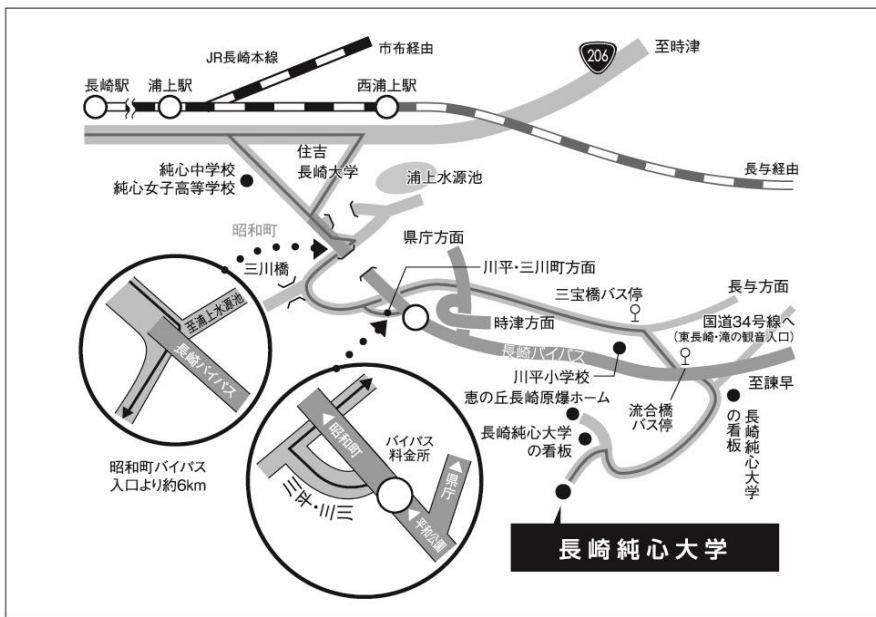 206
至時津
JR長崎本線
市布経由
長崎駅
浦上駅
西浦上駅
長与経由
住吉
長崎大学
純心中学校
純心女子高等学校
浦上水源池
昭和町
三川橋
県庁方面
川平・三川町方面
三宝橋バス停
長与方面
時津方面
国道34号線へ
(東長崎・滝の観音入口)
長崎バイパス
川平小学校
至諫早
恵の丘長崎原爆ホーム
流合橋
バス停
長崎純心大学
の看板
長崎純心大学
の看板
至浦上水源池
長崎バイパス
昭和町バイパス
入口より約6km
昭和町
バイパス
料金所
県庁
三平・三川
平和公園
長崎純心大学